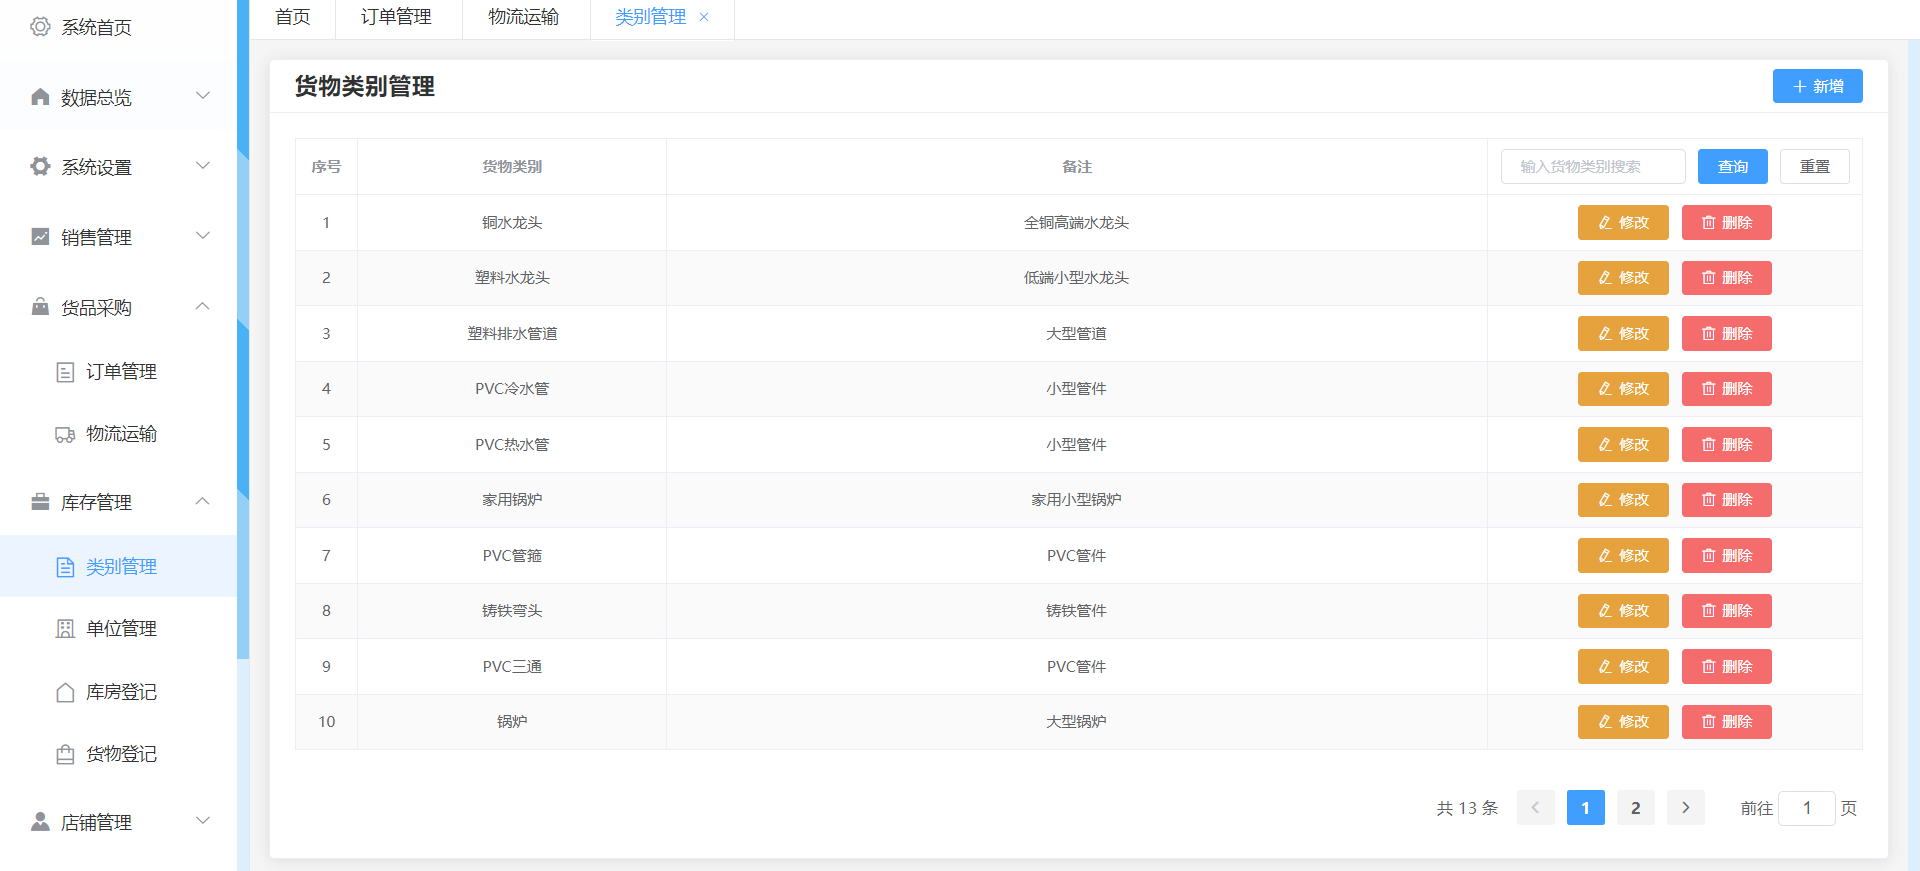 系统首页
数据总览
系统设置
销售管理
货品采购
订单管理
物流运输
库存管理
类别管理
单位管理
库房登记
货物登记
店铺管理
首页 订单管理 物流运输 类别管理 ×
货物类别管理 + 新增
序号 货物类别 备注 输入货物类别搜索 查询 重置
1 铜水龙头 全铜高端水龙头 修改 删除
2 塑料水龙头 低端小型水龙头 修改 删除
3 塑料排水管道 大型管道 修改 删除
4 PVC冷水管 小型管件 修改 删除
5 PVC热水管 小型管件 修改 删除
6 家用锅炉 家用小型锅炉 修改 删除
7 PVC管箍 PVC管件 修改 删除
8 铸铁弯头 铸铁管件 修改 删除
9 PVC三通 PVC管件 修改 删除
10 锅炉 大型锅炉 修改 删除
共 13 条 1 2 前往 1 页